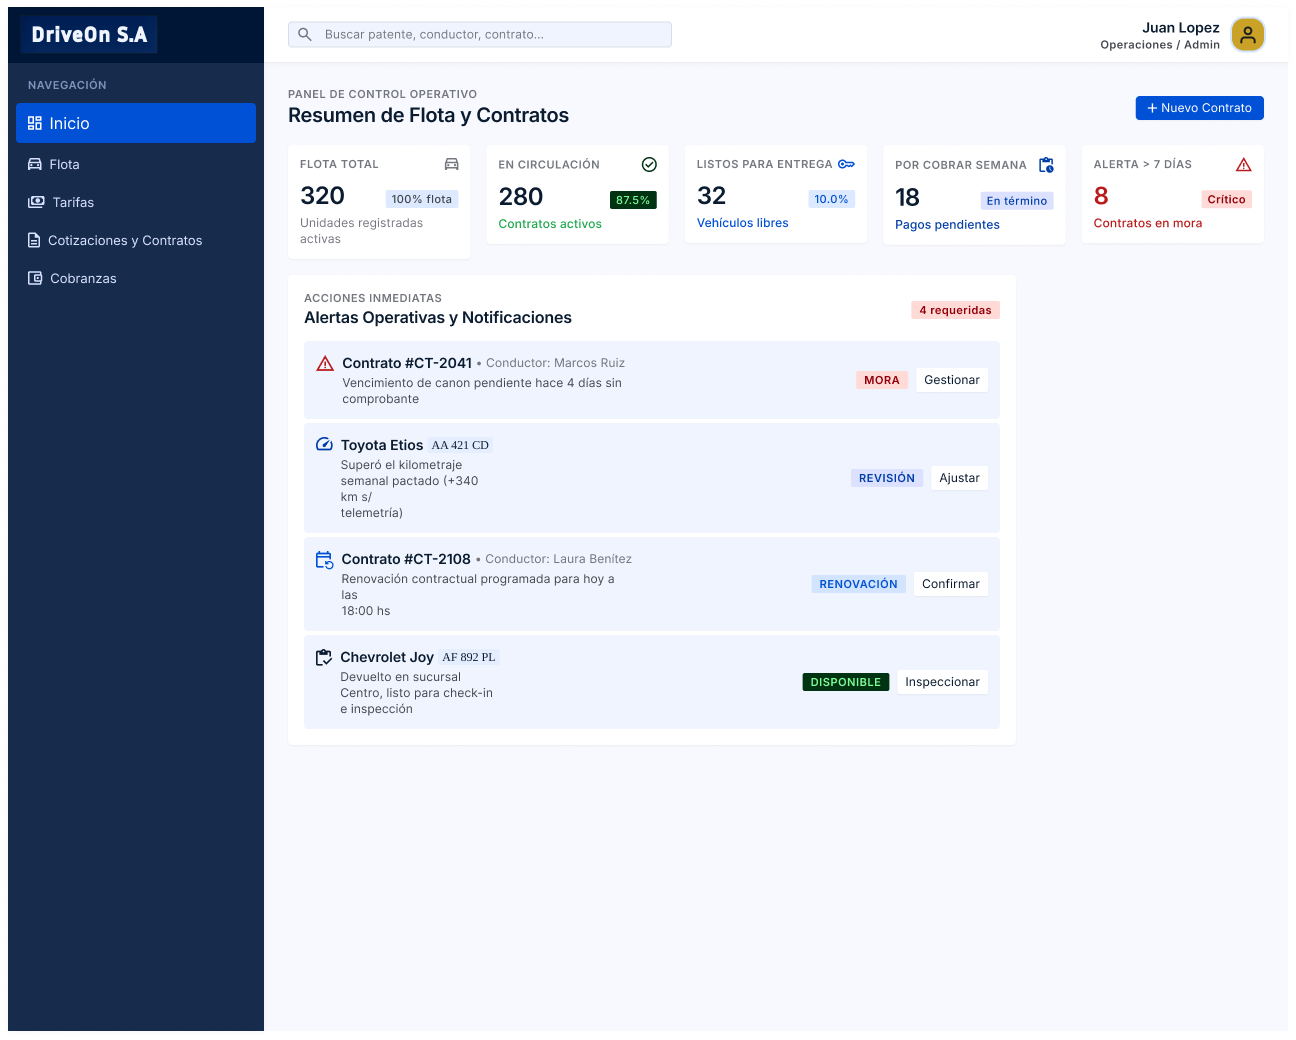 DriveOn S.A
Buscar patente, conductor, contrato...
Juan Lopez
Operaciones / Admin
NAVEGACIÓN
Inicio
Flota
Tarifas
Cotizaciones y Contratos
Cobranzas
PANEL DE CONTROL OPERATIVO
Resumen de Flota y Contratos
+ Nuevo Contrato
FLOTA TOTAL
320
100% flota
Unidades registradas
activas
EN CIRCULACIÓN
280
87.5%
Contratos activos
LISTOS PARA ENTREGA
32
10.0%
Vehículos libres
POR COBRAR SEMANA
18
En término
Pagos pendientes
ALERTA > 7 DÍAS
8
Crítico
Contratos en mora
ACCIONES INMEDIATAS
Alertas Operativas y Notificaciones
4 requeridas
Contrato #CT-2041 • Conductor: Marcos Ruiz
Vencimiento de canon pendiente hace 4 días sin
comprobante
MORA
Gestionar
Toyota Etios AA 421 CD
Superó el kilometraje
semanal pactado (+340
km s/
telemetría)
REVISIÓN
Ajustar
Contrato #CT-2108 • Conductor: Laura Benítez
Renovación contractual programada para hoy a
las
18:00 hs
RENOVACIÓN
Confirmar
Chevrolet Joy AF 892 PL
Devuelto en sucursal
Centro, listo para check-in
e inspección
DISPONIBLE
Inspeccionar